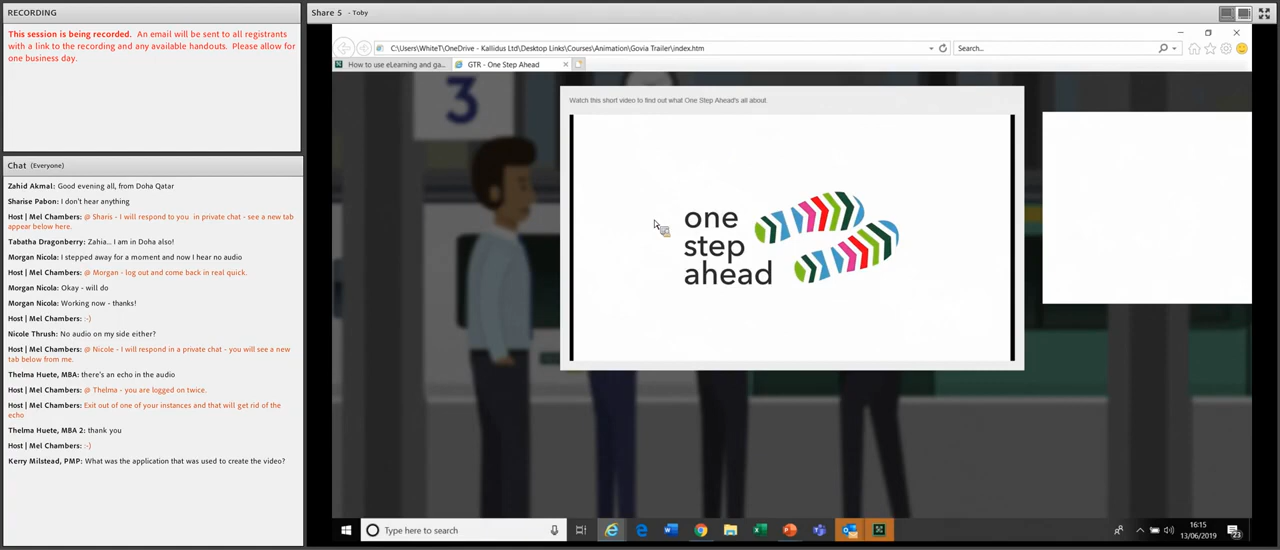 RECORDING
This session is being recorded. An email will be sent to all registrants
with a link to the recording and any available handouts. Please allow for
one business day.
Chat (Everyone)
Zahid Akmal: Good evening all, from Doha Qatar
Sharise Pabon: I don't hear anything
Host | Mel Chambers: @ Sharis - I will respond to you in private chat - see a new tab
appear below here.
Tabatha Dragonberry: Zahia... I am in Doha also!
Morgan Nicola: I stepped away for a moment and now I hear no audio
Host | Mel Chambers: @ Morgan - log out and come back in real quick.
Morgan Nicola: Okay - will do
Morgan Nicola: Working now - thanks!
Host | Mel Chambers: :-)
Nicole Thrush: No audio on my side either?
Host | Mel Chambers: @ Nicole - I will respond in a private chat - you will see a new
tab below from me.
Thelma Huete, MBA: there's an echo in the audio
Host | Mel Chambers: @ Thelma - you are logged on twice.
Host | Mel Chambers: Exit out of one of your instances and that will get rid of the
echo
Thelma Huete, MBA 2: thank you
Host | Mel Chambers: :-)
Kerry Milstead, PMP: What was the application that was used to create the video?
Share 5 - Toby
C:\Users\WhiteT\OneDrive - Kallidus Ltd\Desktop Links\Courses\Animation\Govia Trailer\index.htm
Search...
How to use eLearning and ga...
GTR - One Step Ahead
3
Watch this short video to find out what One Step Ahead's all about
one
step
ahead
Type here to search
16:15
13/06/2019
23